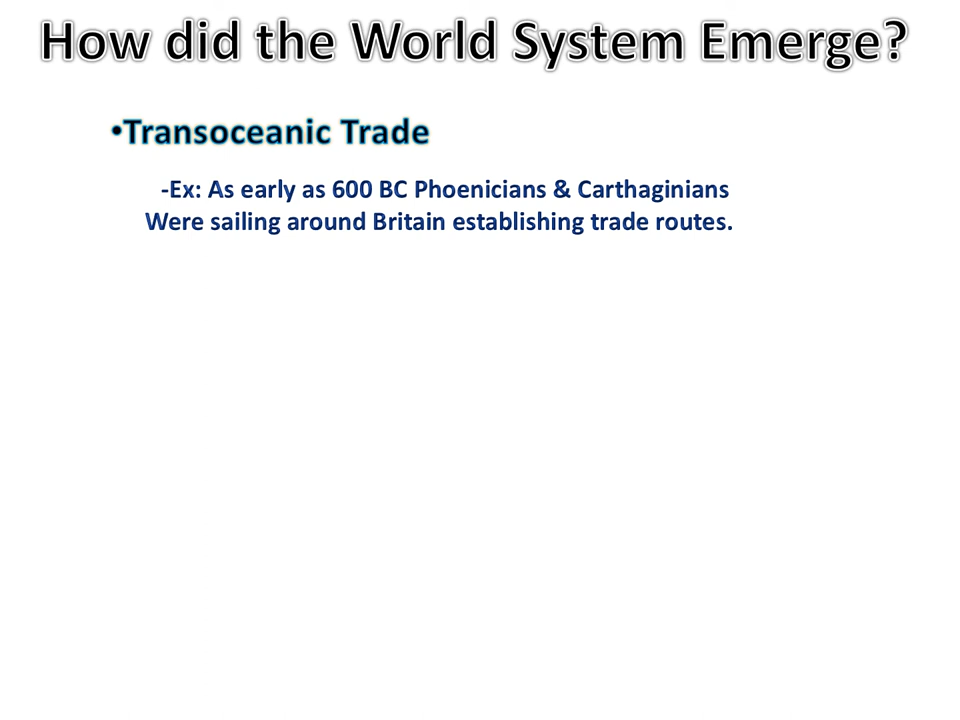 How did the World System Emerge?
•Transoceanic Trade
-Ex: As early as 600 BC Phoenicians & Carthaginians
Were sailing around Britain establishing trade routes.